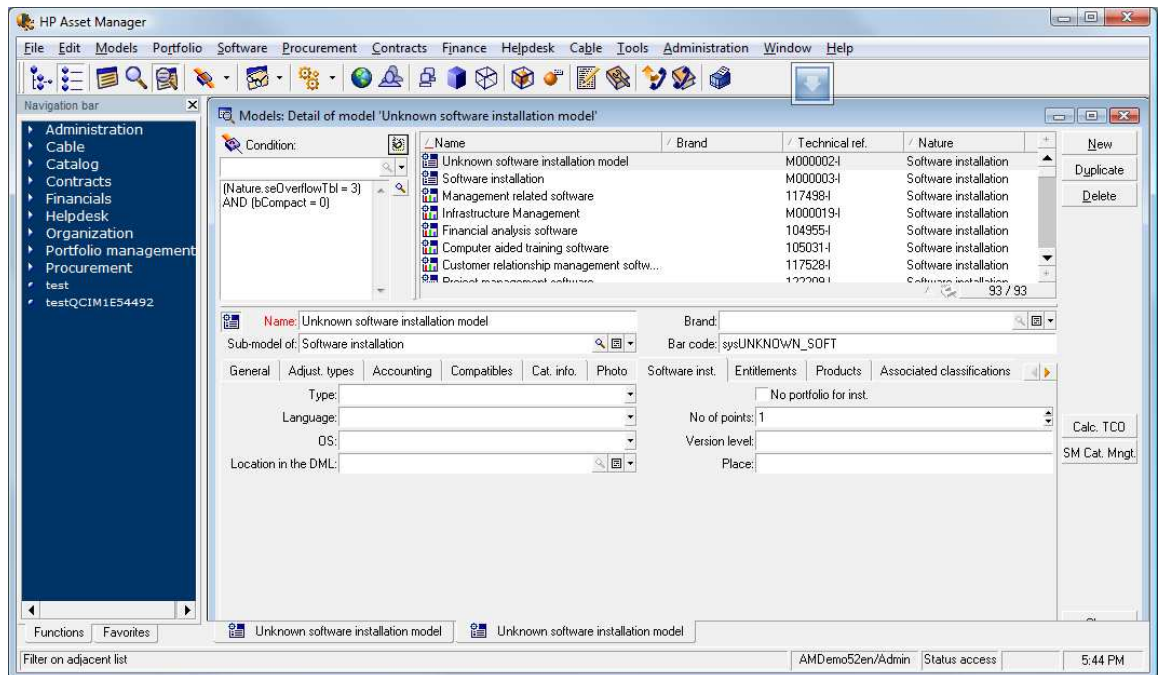 HP Asset Manager
File Edit Models Portfolio Software Procurement Contracts Finance Helpdesk Cable Tools Administration Window Help
Navigation bar
Administration
Cable
Catalog
Contracts
Financials
Helpdesk
Organization
Portfolio management
Procurement
test
testQCIM1E54492
Functions Favorites
Models: Detail of model 'Unknown software installation model'
Condition:
(Nature.seOverflowTbl = 3)
AND (bCompact = 0)
Name Brand Technical ref. Nature
Unknown software installation model M000002-I Software installation
Software installation M000003-I Software installation
Management related software 117498-I Software installation
Infrastructure Management M000019-I Software installation
Financial analysis software 104955-I Software installation
Computer aided training software 105031-I Software installation
Customer relationship management softw... 117528-I Software installation
Project management software 122209-I Software installation
93 / 93
New
Duplicate
Delete
Name: Unknown software installation model Brand:
Sub-model of: Software installation Bar code: sysUNKNOWN_SOFT
General Adjust. types Accounting Compatibles Cat. info. Photo Software inst. Entitlements Products Associated classifications
Type: No portfolio for inst.
Language: No of points: 1
OS: Version level:
Location in the DML: Place:
Calc. TCO
SM Cat. Mngt.
Unknown software installation model Unknown software installation model
Filter on adjacent list AMDemo52en/Admin Status access 5:44 PM